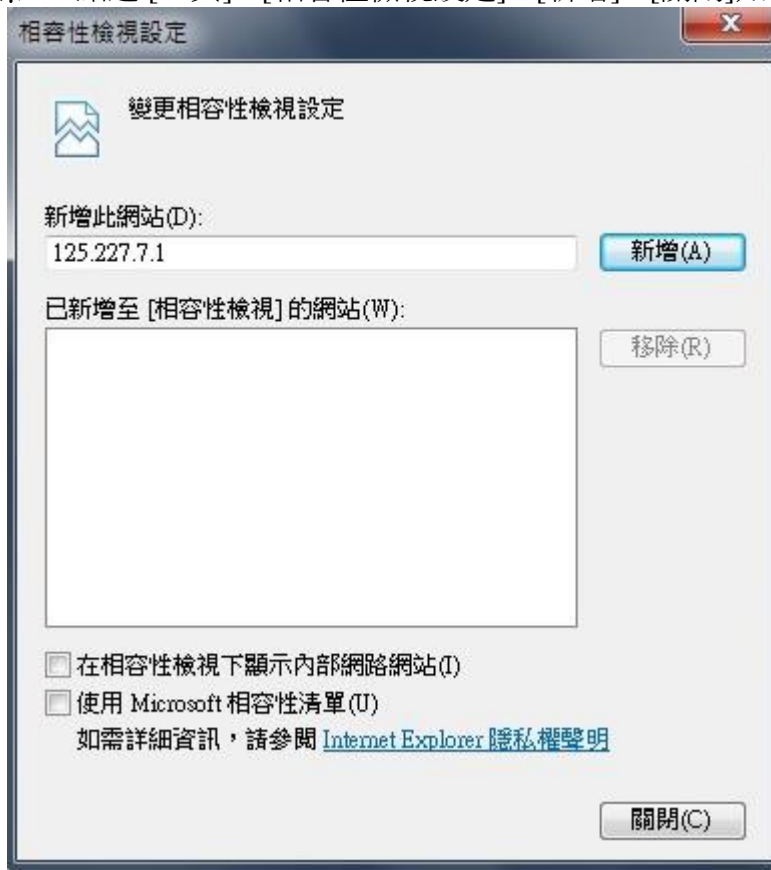 相容性檢視設定
變更相容性檢視設定
新增此網站(D):
125.227.7.1
新增(A)
已新增至 [相容性檢視] 的網站(W):
移除(R)
在相容性檢視下顯示內部網路網站(I)
使用 Microsoft 相容性清單(U)
如需詳細資訊，請參閱 Internet Explorer 隱私權聲明
關閉(C)